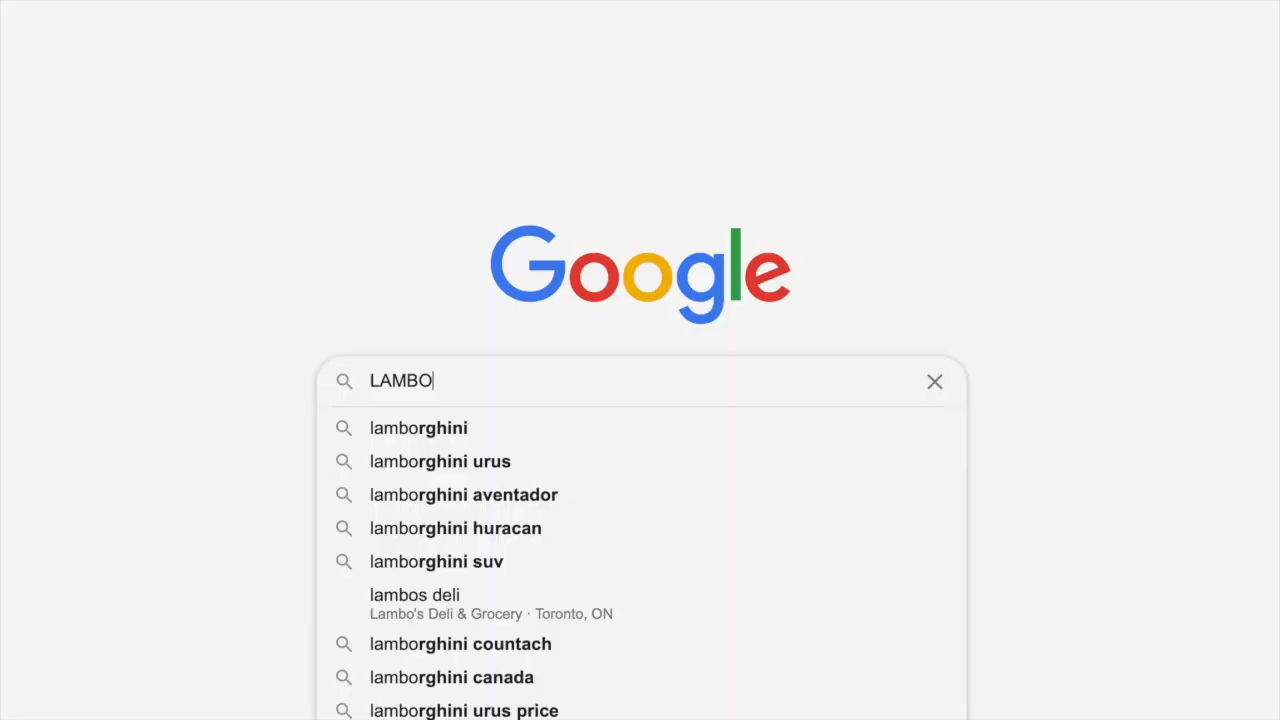 Google
LAMBO
lamborghini
lamborghini urus
lamborghini aventador
lamborghini huracan
lamborghini suv
lambos deli
Lambo's Deli & Grocery · Toronto, ON
lamborghini countach
lamborghini canada
lamborghini urus price